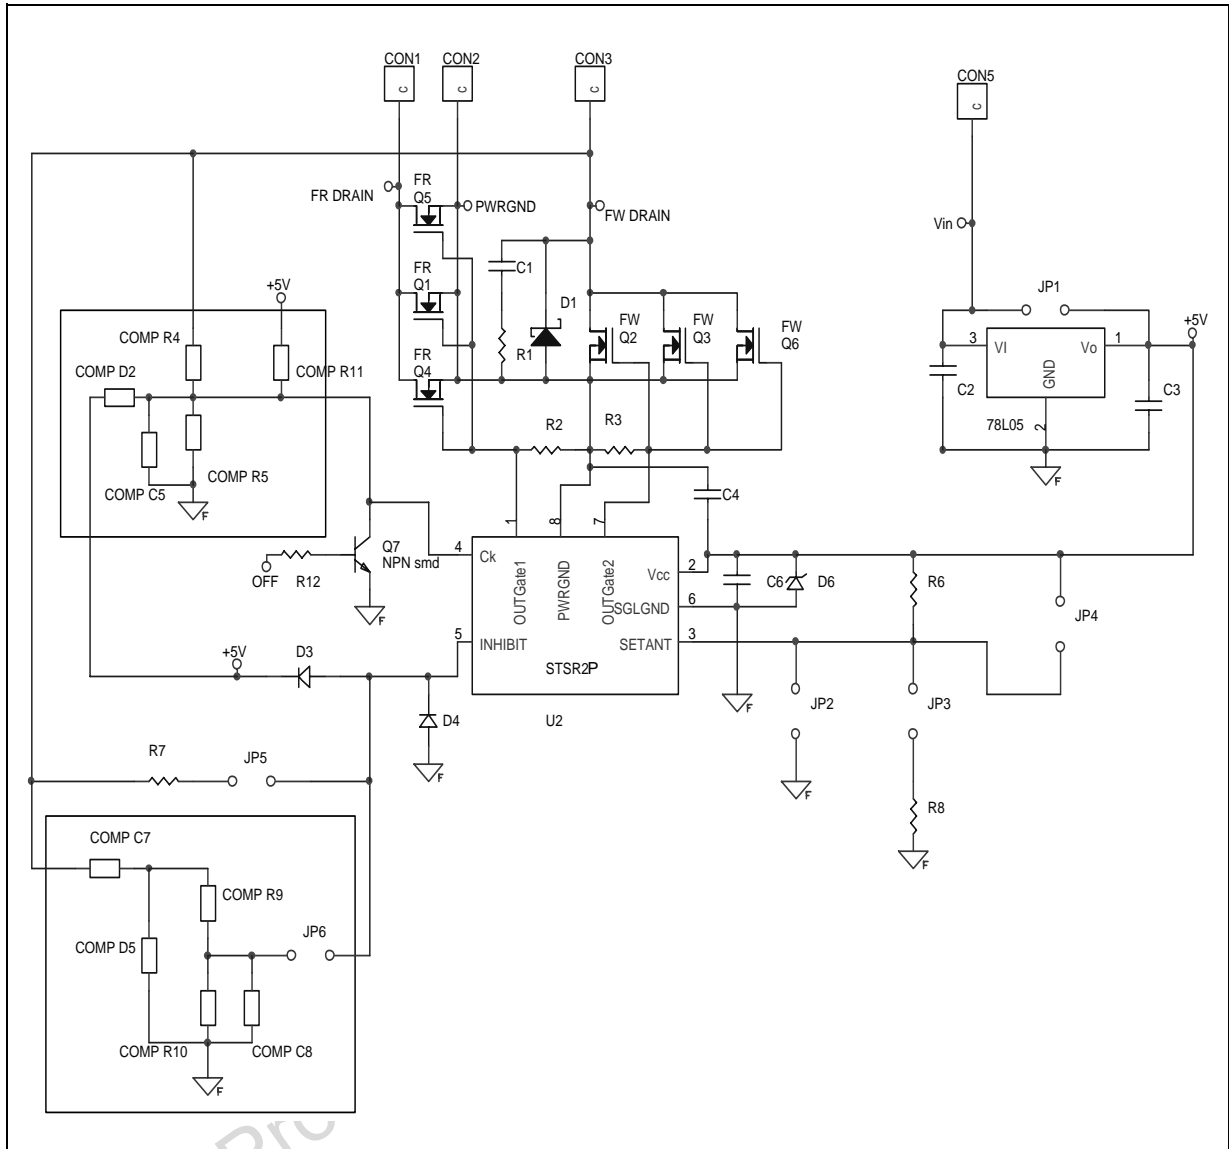 CON1
CON2
CON3
CON5
C
C
C
C
FR DRAIN
FR
Q5
PWRGND
FW DRAIN
Vin
+5V
COMP R4
COMP D2
COMP R11
COMP C5
COMP R5
FR
Q1
FR
Q4
C1
R1
D1
FW
Q2
FW
Q3
FW
Q6
R2
R3
C4
JP1
3
VI
Vo
1
GND
2
78L05
C2
C3
+5V
F
F
OFF
R12
Q7
NPN smd
F
4
Ck
1
OUTGate1
8
PWRGND
7
OUTGate2
Vcc
2
SGLGND
6
SETANT
3
5
INHIBIT
STSR2P
U2
C6
D6
R6
JP4
F
JP2
F
JP3
R8
F
+5V
D3
D4
F
R7
JP5
COMP C7
COMP R9
COMP D5
JP6
COMP R10
COMP C8
F
Pro